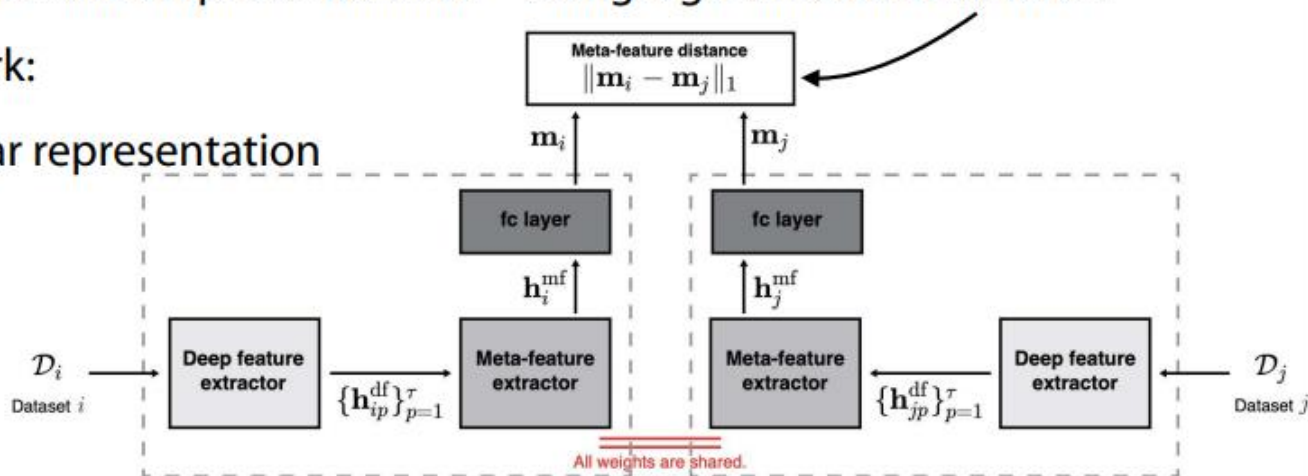 rk:
ar representation
Meta-feature distance
‖m_i − m_j‖_1
m_i
m_j
fc layer
fc layer
h_i^mf
h_j^mf
Deep feature extractor
Meta-feature extractor
Meta-feature extractor
Deep feature extractor
D_i
Dataset i
{h_ip^df}_{p=1}^τ
{h_jp^df}_{p=1}^τ
D_j
Dataset j
All weights are shared.